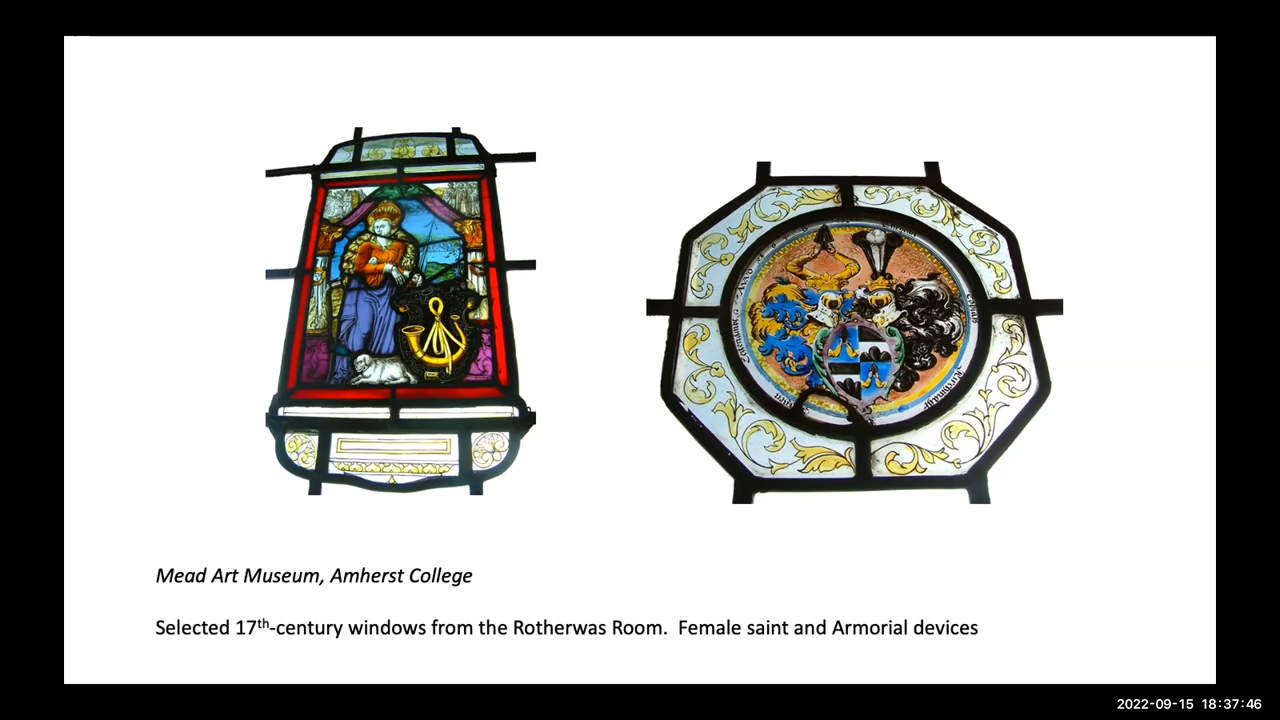 Mead Art Museum, Amherst College
Selected 17th-century windows from the Rotherwas Room.  Female saint and Armorial devices
2022-09-15 18:37:46